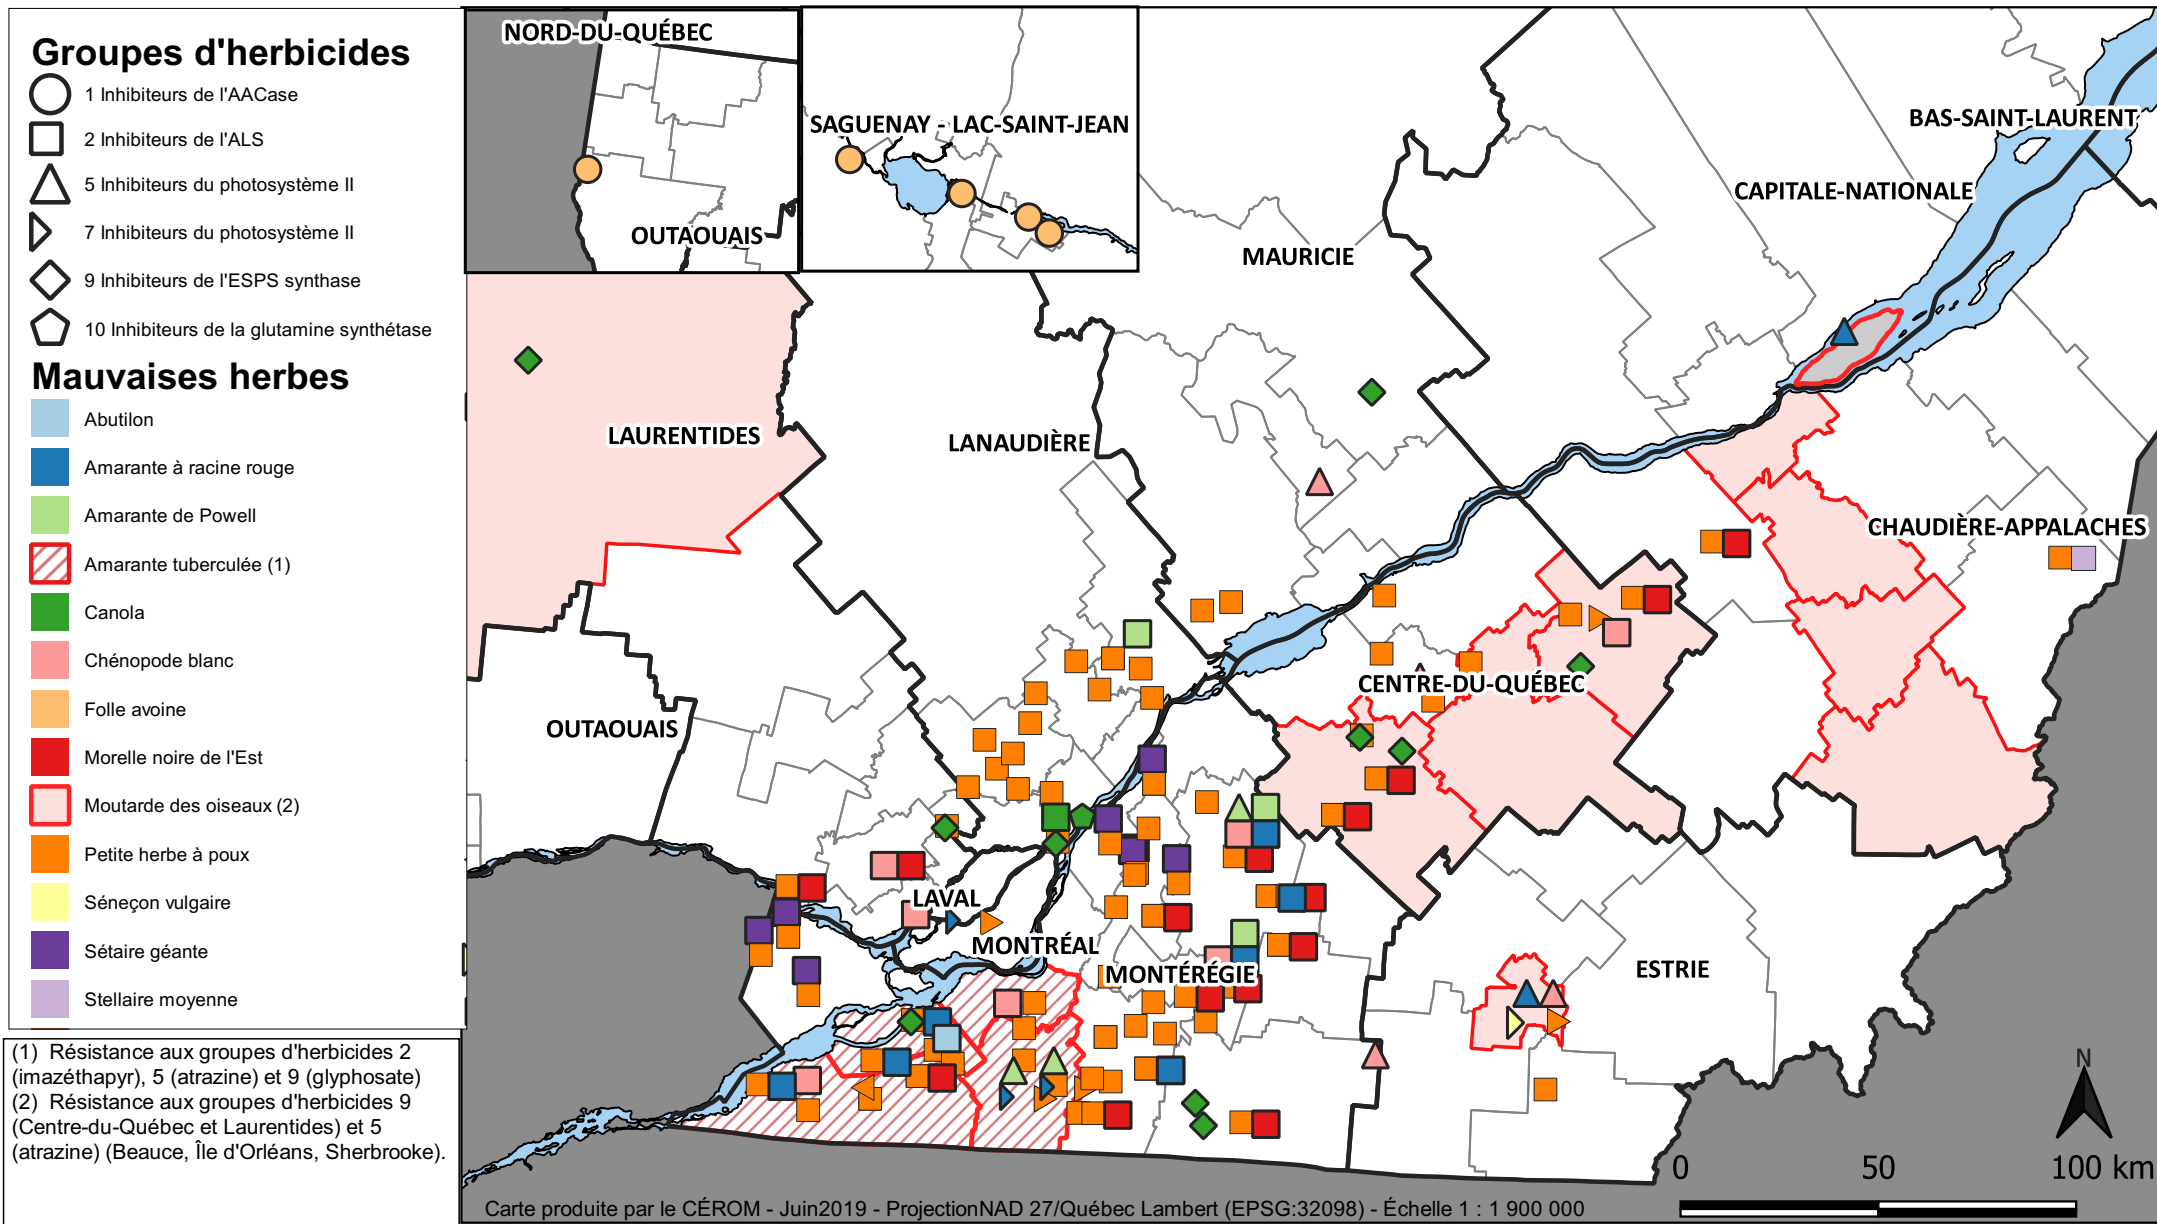 Groupes d'herbicides
1 Inhibiteurs de l'AACase
2 Inhibiteurs de l'ALS
5 Inhibiteurs du photosystème II
7 Inhibiteurs du photosystème II
9 Inhibiteurs de l'ESPS synthase
10 Inhibiteurs de la glutamine synthétase
Mauvaises herbes
Abutilon
Amarante à racine rouge
Amarante de Powell
Amarante tuberculée (1)
Canola
Chénopode blanc
Folle avoine
Morelle noire de l'Est
Moutarde des oiseaux (2)
Petite herbe à poux
Séneçon vulgaire
Sétaire géante
Stellaire moyenne
(1) Résistance aux groupes d'herbicides 2
(imazéthapyr), 5 (atrazine) et 9 (glyphosate)
(2) Résistance aux groupes d'herbicides 9
(Centre-du-Québec et Laurentides) et 5
(atrazine) (Beauce, Île d'Orléans, Sherbrooke).
NORD-DU-QUÉBEC
OUTAOUAIS
SAGUENAY - LAC-SAINT-JEAN
BAS-SAINT-LAURENT
CAPITALE-NATIONALE
MAURICIE
LAURENTIDES
LANAUDIÈRE
CHAUDIÈRE-APPALACHES
CENTRE-DU-QUÉBEC
OUTAOUAIS
LAVAL
MONTRÉAL
MONTÉRÉGIE
ESTRIE
N
0 50 100 km
Carte produite par le CÉROM - Juin2019 - ProjectionNAD 27/Québec Lambert (EPSG:32098) - Échelle 1 : 1 900 000